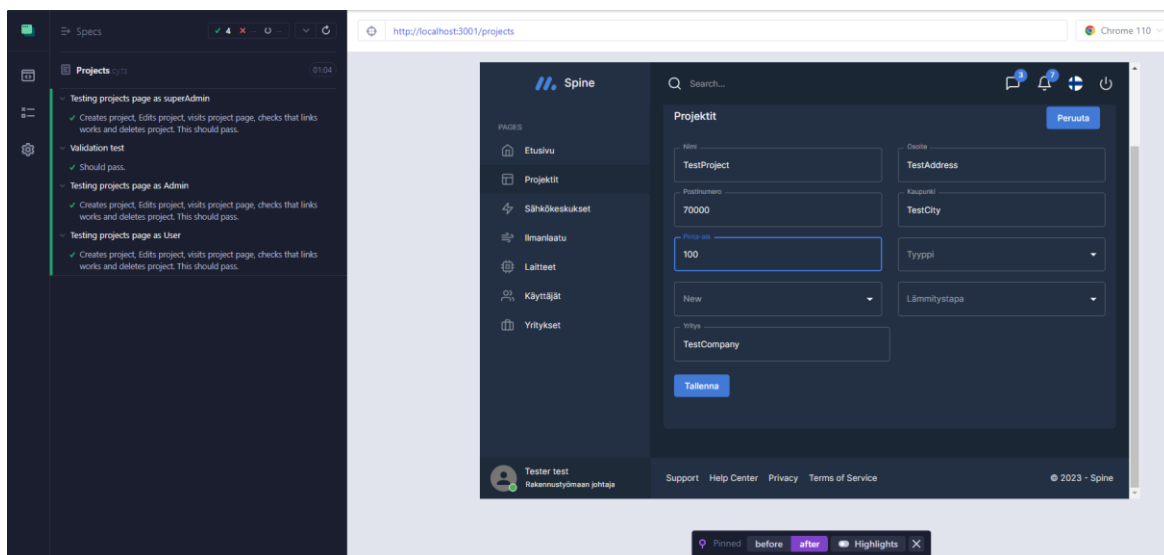 Specs
4
--
--
Projects cy.ts
01:04
Testing projects page as superAdmin
Creates project, Edits project, visits project page, checks that links
works and deletes project. This should pass.
Validation test
Should pass.
Testing projects page as Admin
Creates project, Edits project, visits project page, checks that links
works and deletes project. This should pass.
Testing projects page as User
Creates project, Edits project, visits project page, checks that links
works and deletes project. This should pass.
http://localhost:3001/projects
Chrome 110
Spine
PAGES
Etusivu
Projektit
Sähkökeskukset
Ilmanlaatu
Laitteet
Käyttäjät
Yritykset
Tester test
Rakennustyömaan johtaja
Search...
3
7
Projektit
Peruuta
Nimi
TestProject
Osoite
TestAddress
Postinumero
70000
Kaupunki
TestCity
Pinta-ala
100
Tyyppi
New
Lämmitystapa
Yritys
TestCompany
Tallenna
Support Help Center Privacy Terms of Service
© 2023 - Spine
Pinned before after Highlights